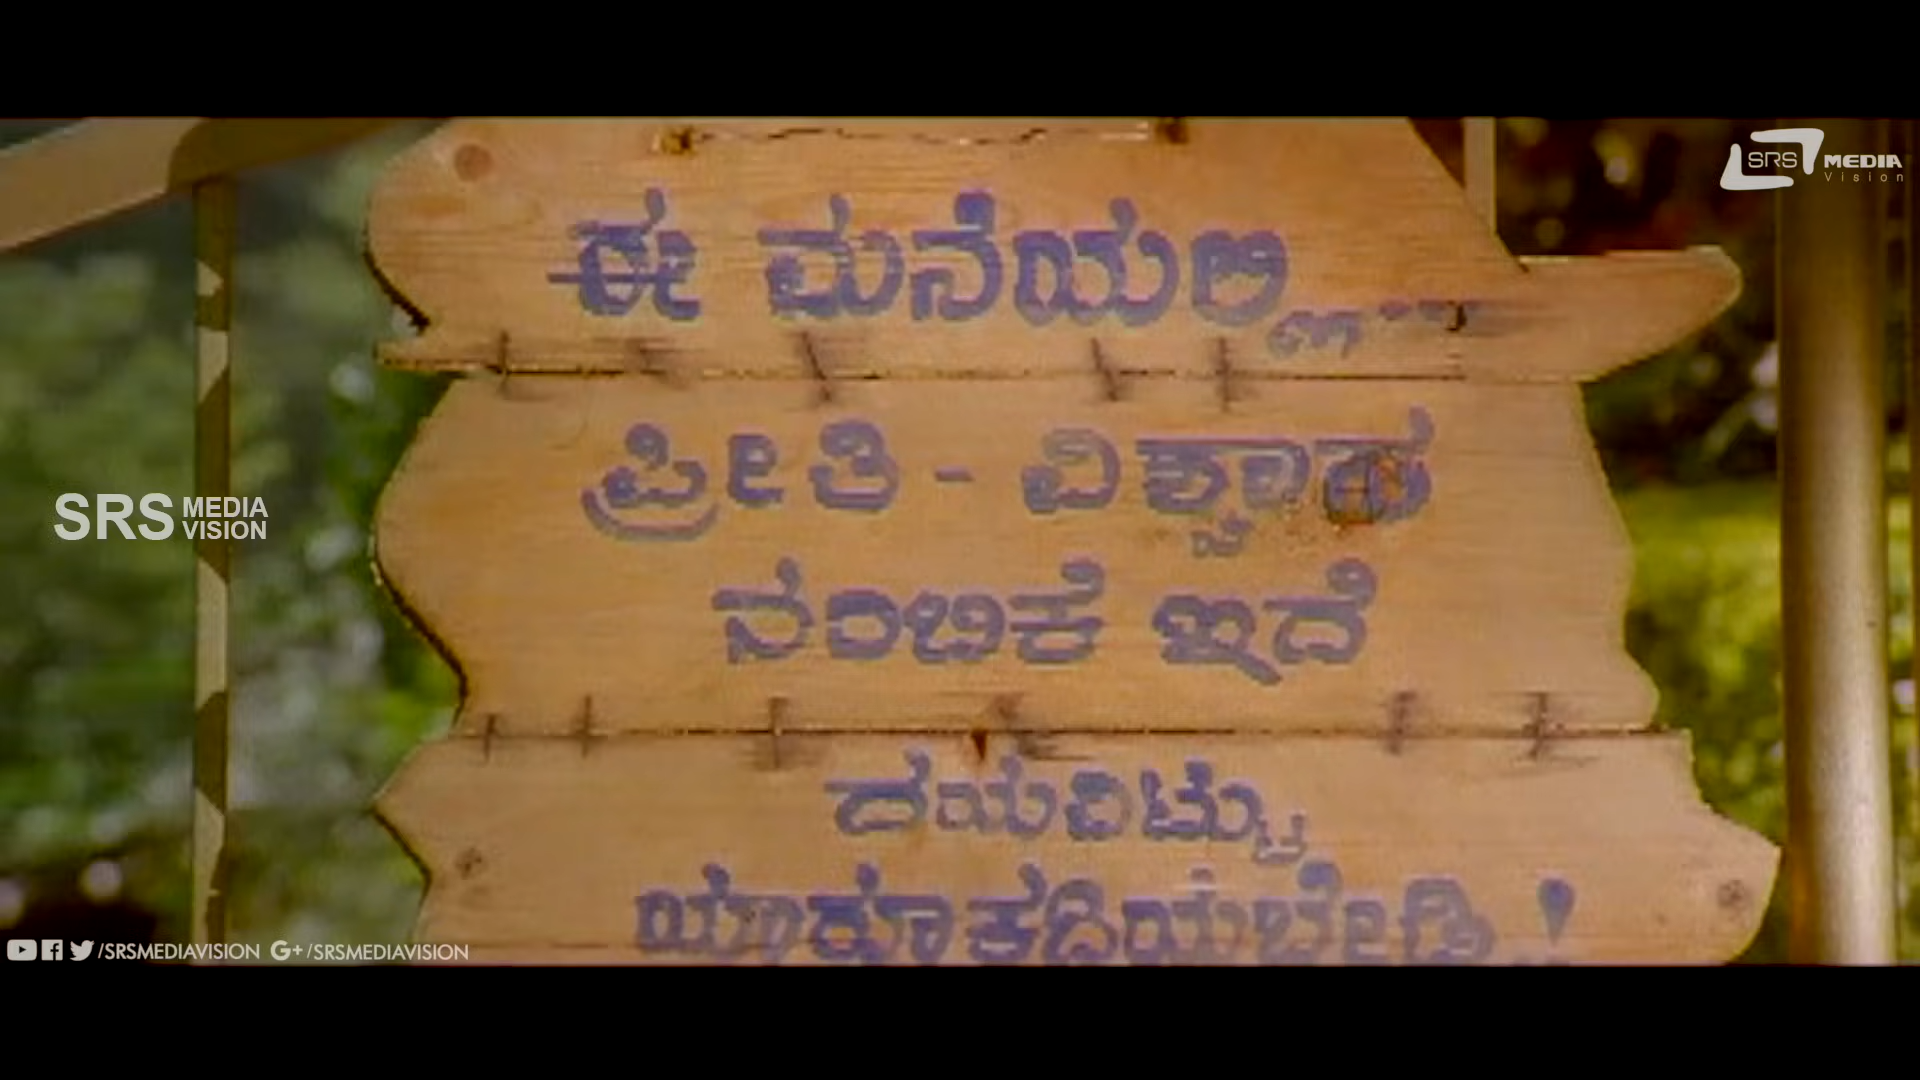 SRS MEDIA
Vision
ಈ ಮನೆಯಲ್ಲಿ
ಪ್ರೀತಿ - ವಿಶ್ವಾಸ
ನಂಬಿಕೆ ಇದೆ
ದಯವಿಟ್ಟು
ಯಾರೂ ಕದಿಯಬೇಡಿ !
SRS MEDIA
VISION
/SRSMEDIAVISION G+/SRSMEDIAVISION